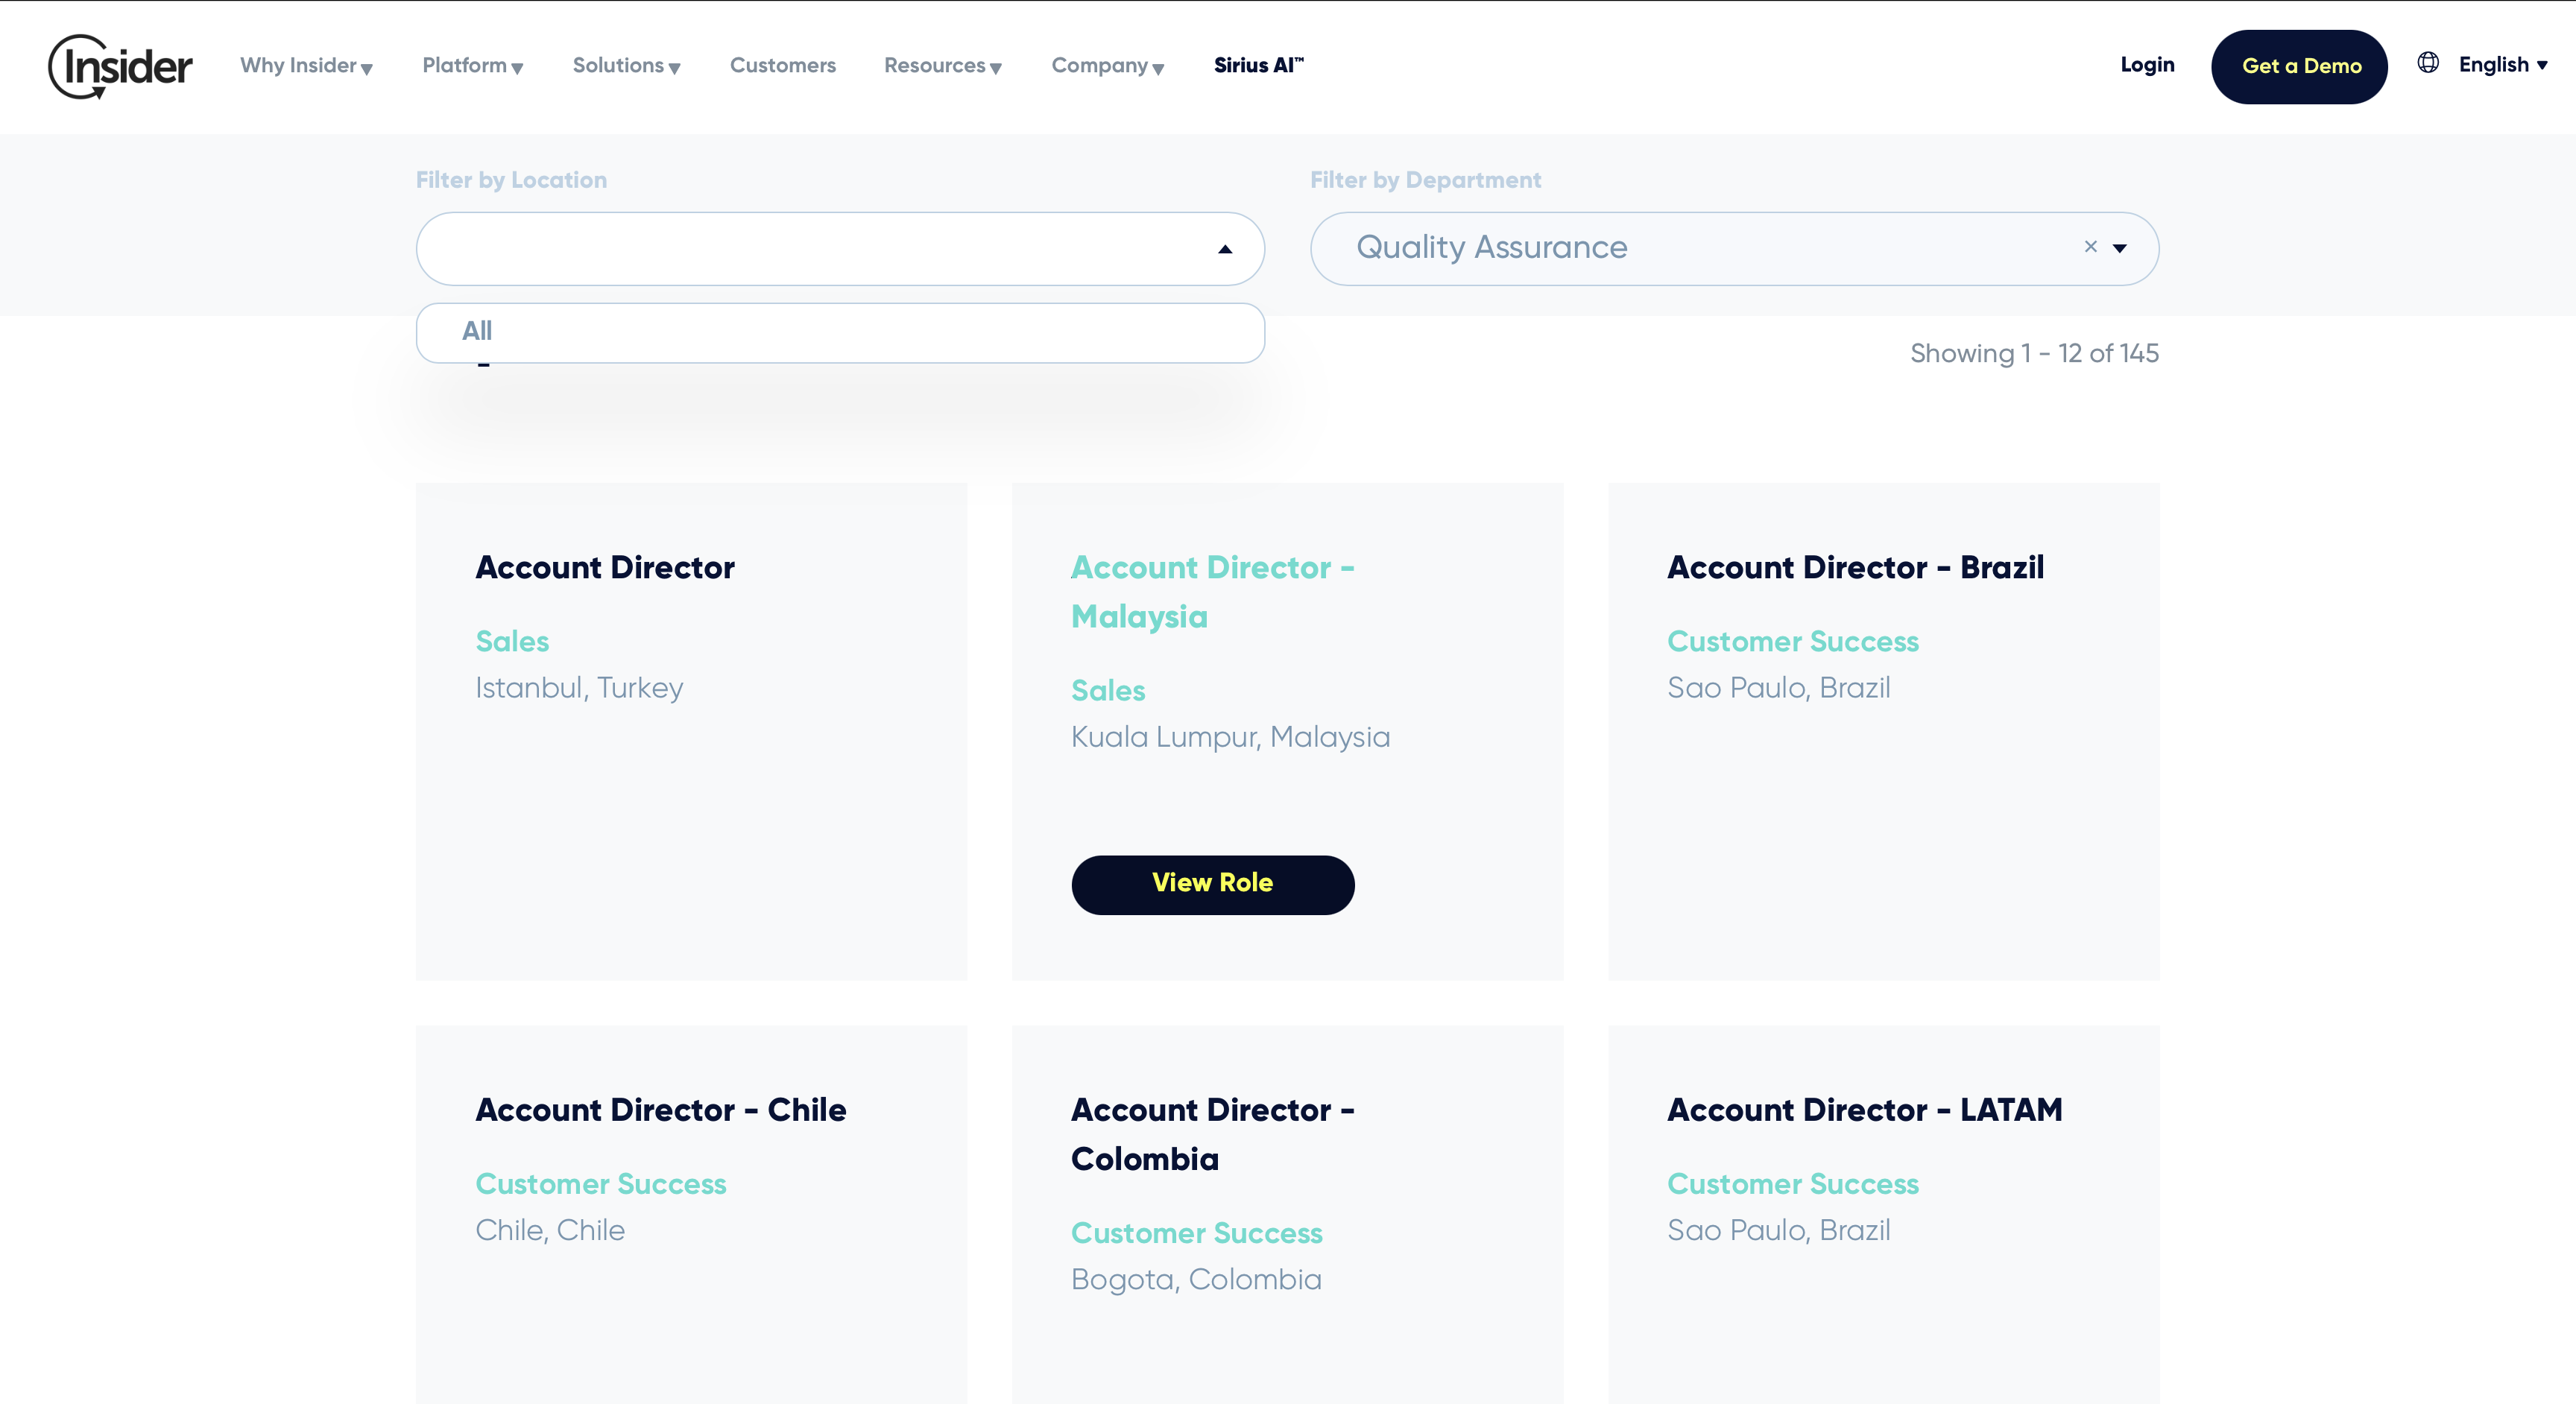 Insider
Why Insider
Platform
Solutions
Customers
Resources
Company
Sirius AI™
Login
Get a Demo
English
Filter by Location
Filter by Department
Quality Assurance
×
All
Showing 1 - 12 of 145
Account Director
Sales
Istanbul, Turkey
Account Director -
Malaysia
Sales
Kuala Lumpur, Malaysia
View Role
Account Director - Brazil
Customer Success
Sao Paulo, Brazil
Account Director - Chile
Customer Success
Chile, Chile
Account Director -
Colombia
Customer Success
Bogota, Colombia
Account Director - LATAM
Customer Success
Sao Paulo, Brazil